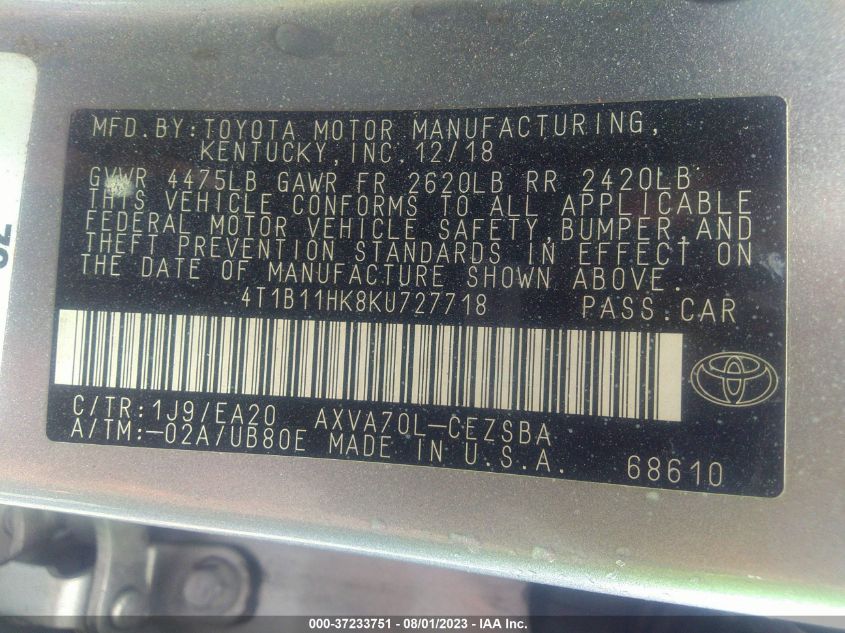 MFD.BY:TOYOTA MOTOR MANUFACTURING,
KENTUCKY,INC.12/18
GVWR 4475LB GAWR FR 2620LB RR 2420LB
THIS VEHICLE CONFORMS TO ALL APPLICABLE
FEDERAL MOTOR VEHICLE SAFETY,BUMPER,AND
THEFT PREVENTION STANDARDS IN EFFECT ON
THE DATE OF MANUFACTURE SHOWN ABOVE.
4T1B11HK8KU727718 PASS.CAR
C/TR:1J9/EA20 AXVA70L-CEZSBA
A/TM:-02A/UB80E MADE IN U.S.A. 68610
000-37233751 - 08/01/2023 - IAA Inc.